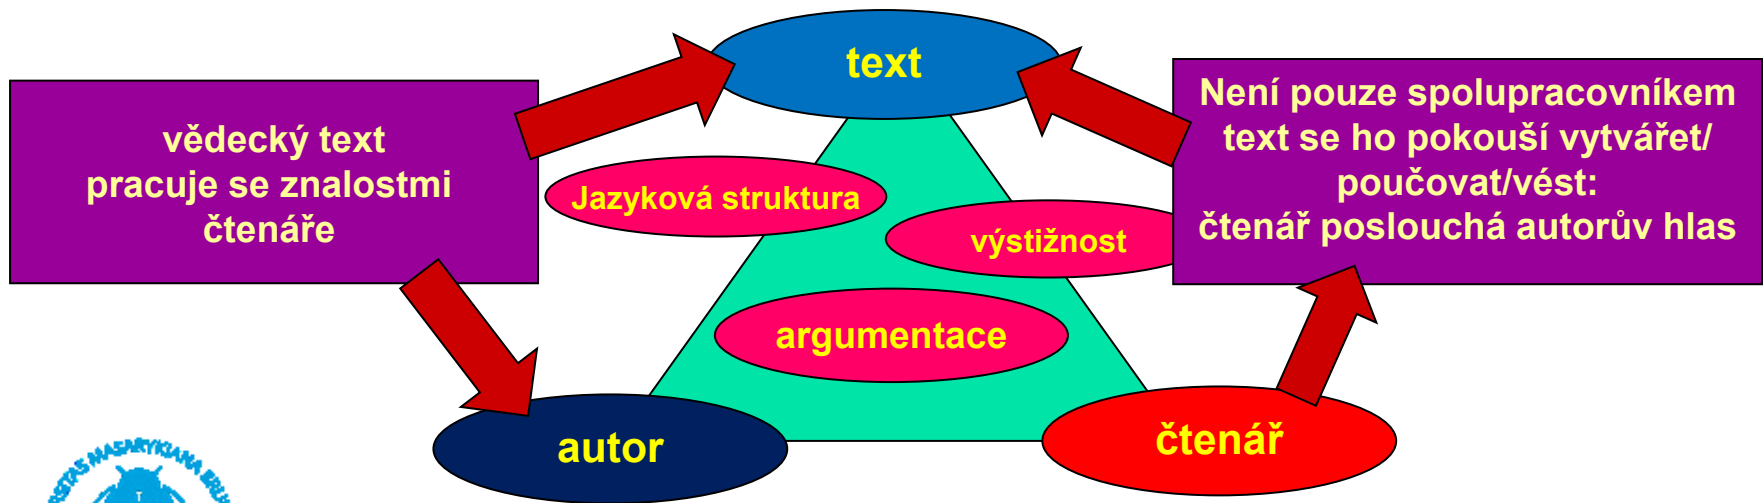 text
vědecký text
pracuje se znalostmi
čtenáře
Není pouze spolupracovníkem
text se ho pokouší vytvářet/
poučovat/vést:
čtenář poslouchá autorův hlas
Jazyková struktura
výstižnost
argumentace
autor
čtenář
MASARYKIANA